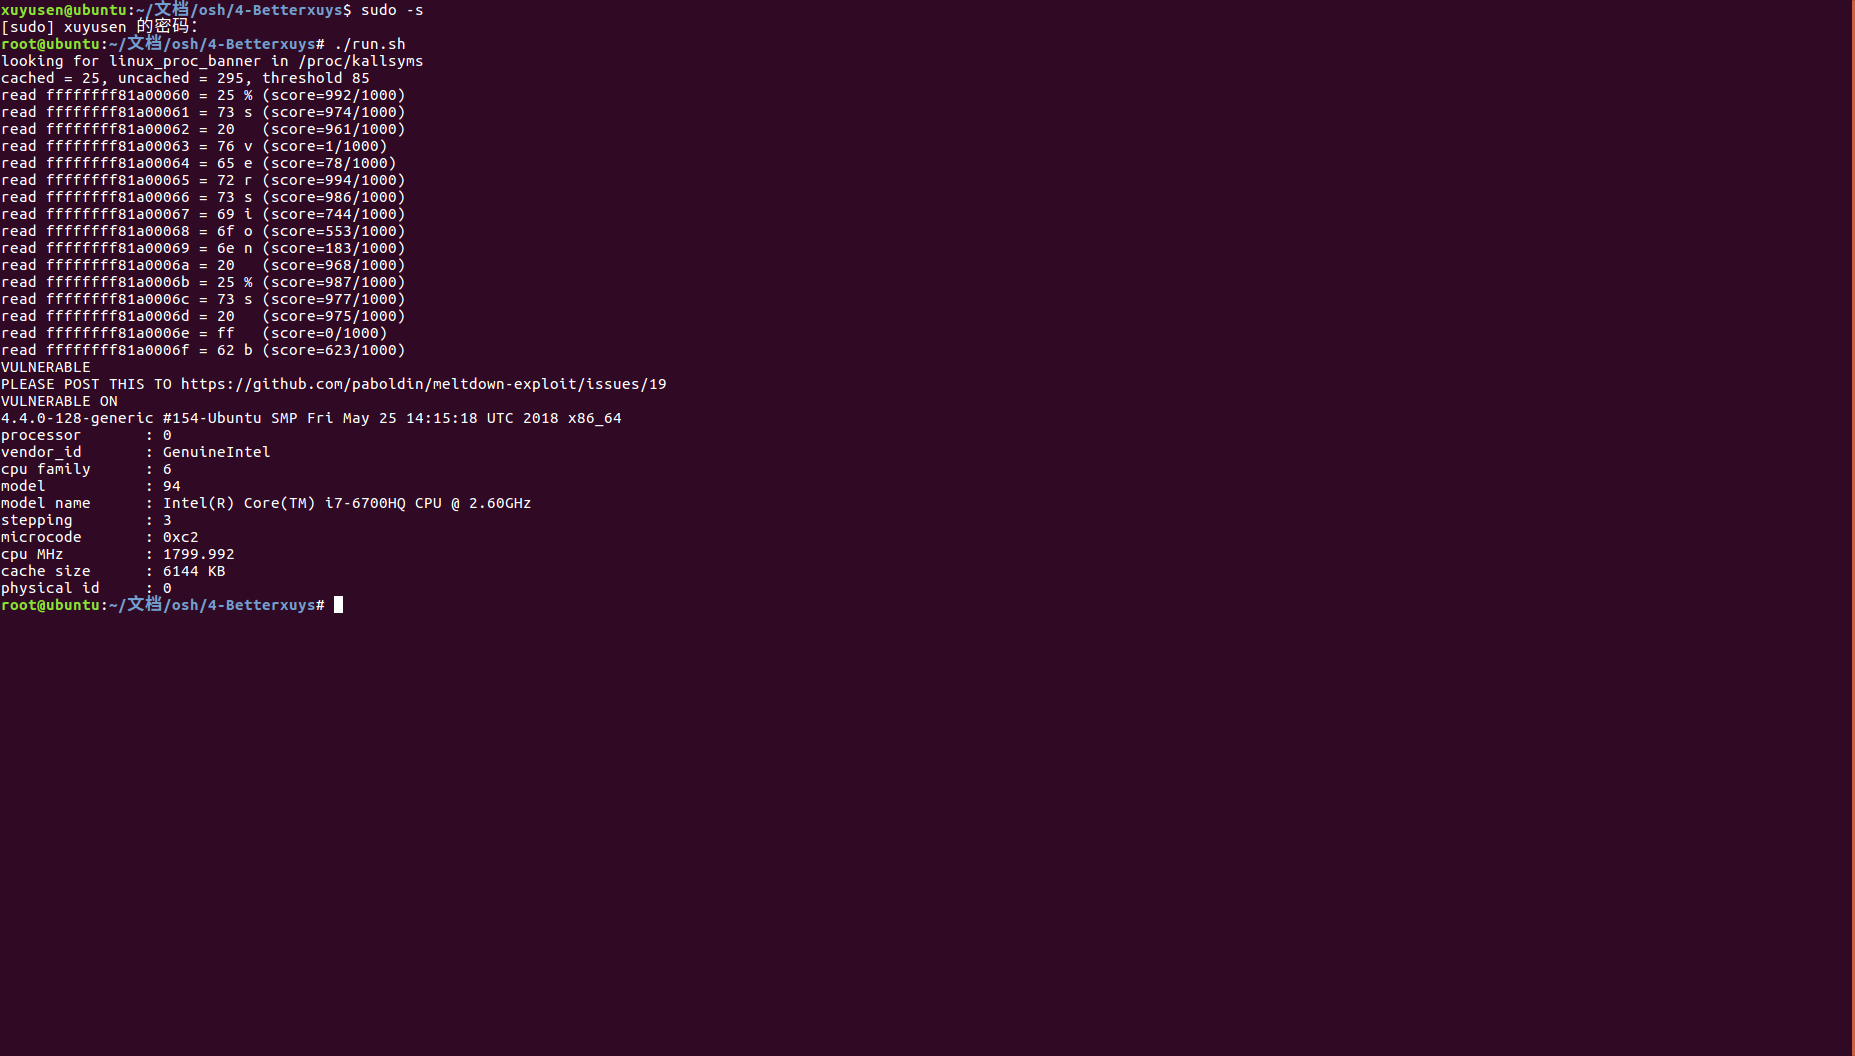 xuyusen@ubuntu:~/文档/osh/4-Betterxuys$ sudo -s
[sudo] xuyusen 的密码：
root@ubuntu:~/文档/osh/4-Betterxuys# ./run.sh
looking for linux_proc_banner in /proc/kallsyms
cached = 25, uncached = 295, threshold 85
read ffffffff81a00060 = 25 % (score=992/1000)
read ffffffff81a00061 = 73 s (score=974/1000)
read ffffffff81a00062 = 20   (score=961/1000)
read ffffffff81a00063 = 76 v (score=1/1000)
read ffffffff81a00064 = 65 e (score=78/1000)
read ffffffff81a00065 = 72 r (score=994/1000)
read ffffffff81a00066 = 73 s (score=986/1000)
read ffffffff81a00067 = 69 i (score=744/1000)
read ffffffff81a00068 = 6f o (score=553/1000)
read ffffffff81a00069 = 6e n (score=183/1000)
read ffffffff81a0006a = 20   (score=968/1000)
read ffffffff81a0006b = 25 % (score=987/1000)
read ffffffff81a0006c = 73 s (score=977/1000)
read ffffffff81a0006d = 20   (score=975/1000)
read ffffffff81a0006e = ff   (score=0/1000)
read ffffffff81a0006f = 62 b (score=623/1000)
VULNERABLE
PLEASE POST THIS TO https://github.com/paboldin/meltdown-exploit/issues/19
VULNERABLE ON
4.4.0-128-generic #154-Ubuntu SMP Fri May 25 14:15:18 UTC 2018 x86_64
processor       : 0
vendor_id       : GenuineIntel
cpu family      : 6
model           : 94
model name      : Intel(R) Core(TM) i7-6700HQ CPU @ 2.60GHz
stepping        : 3
microcode       : 0xc2
cpu MHz         : 1799.992
cache size      : 6144 KB
physical id     : 0
root@ubuntu:~/文档/osh/4-Betterxuys#